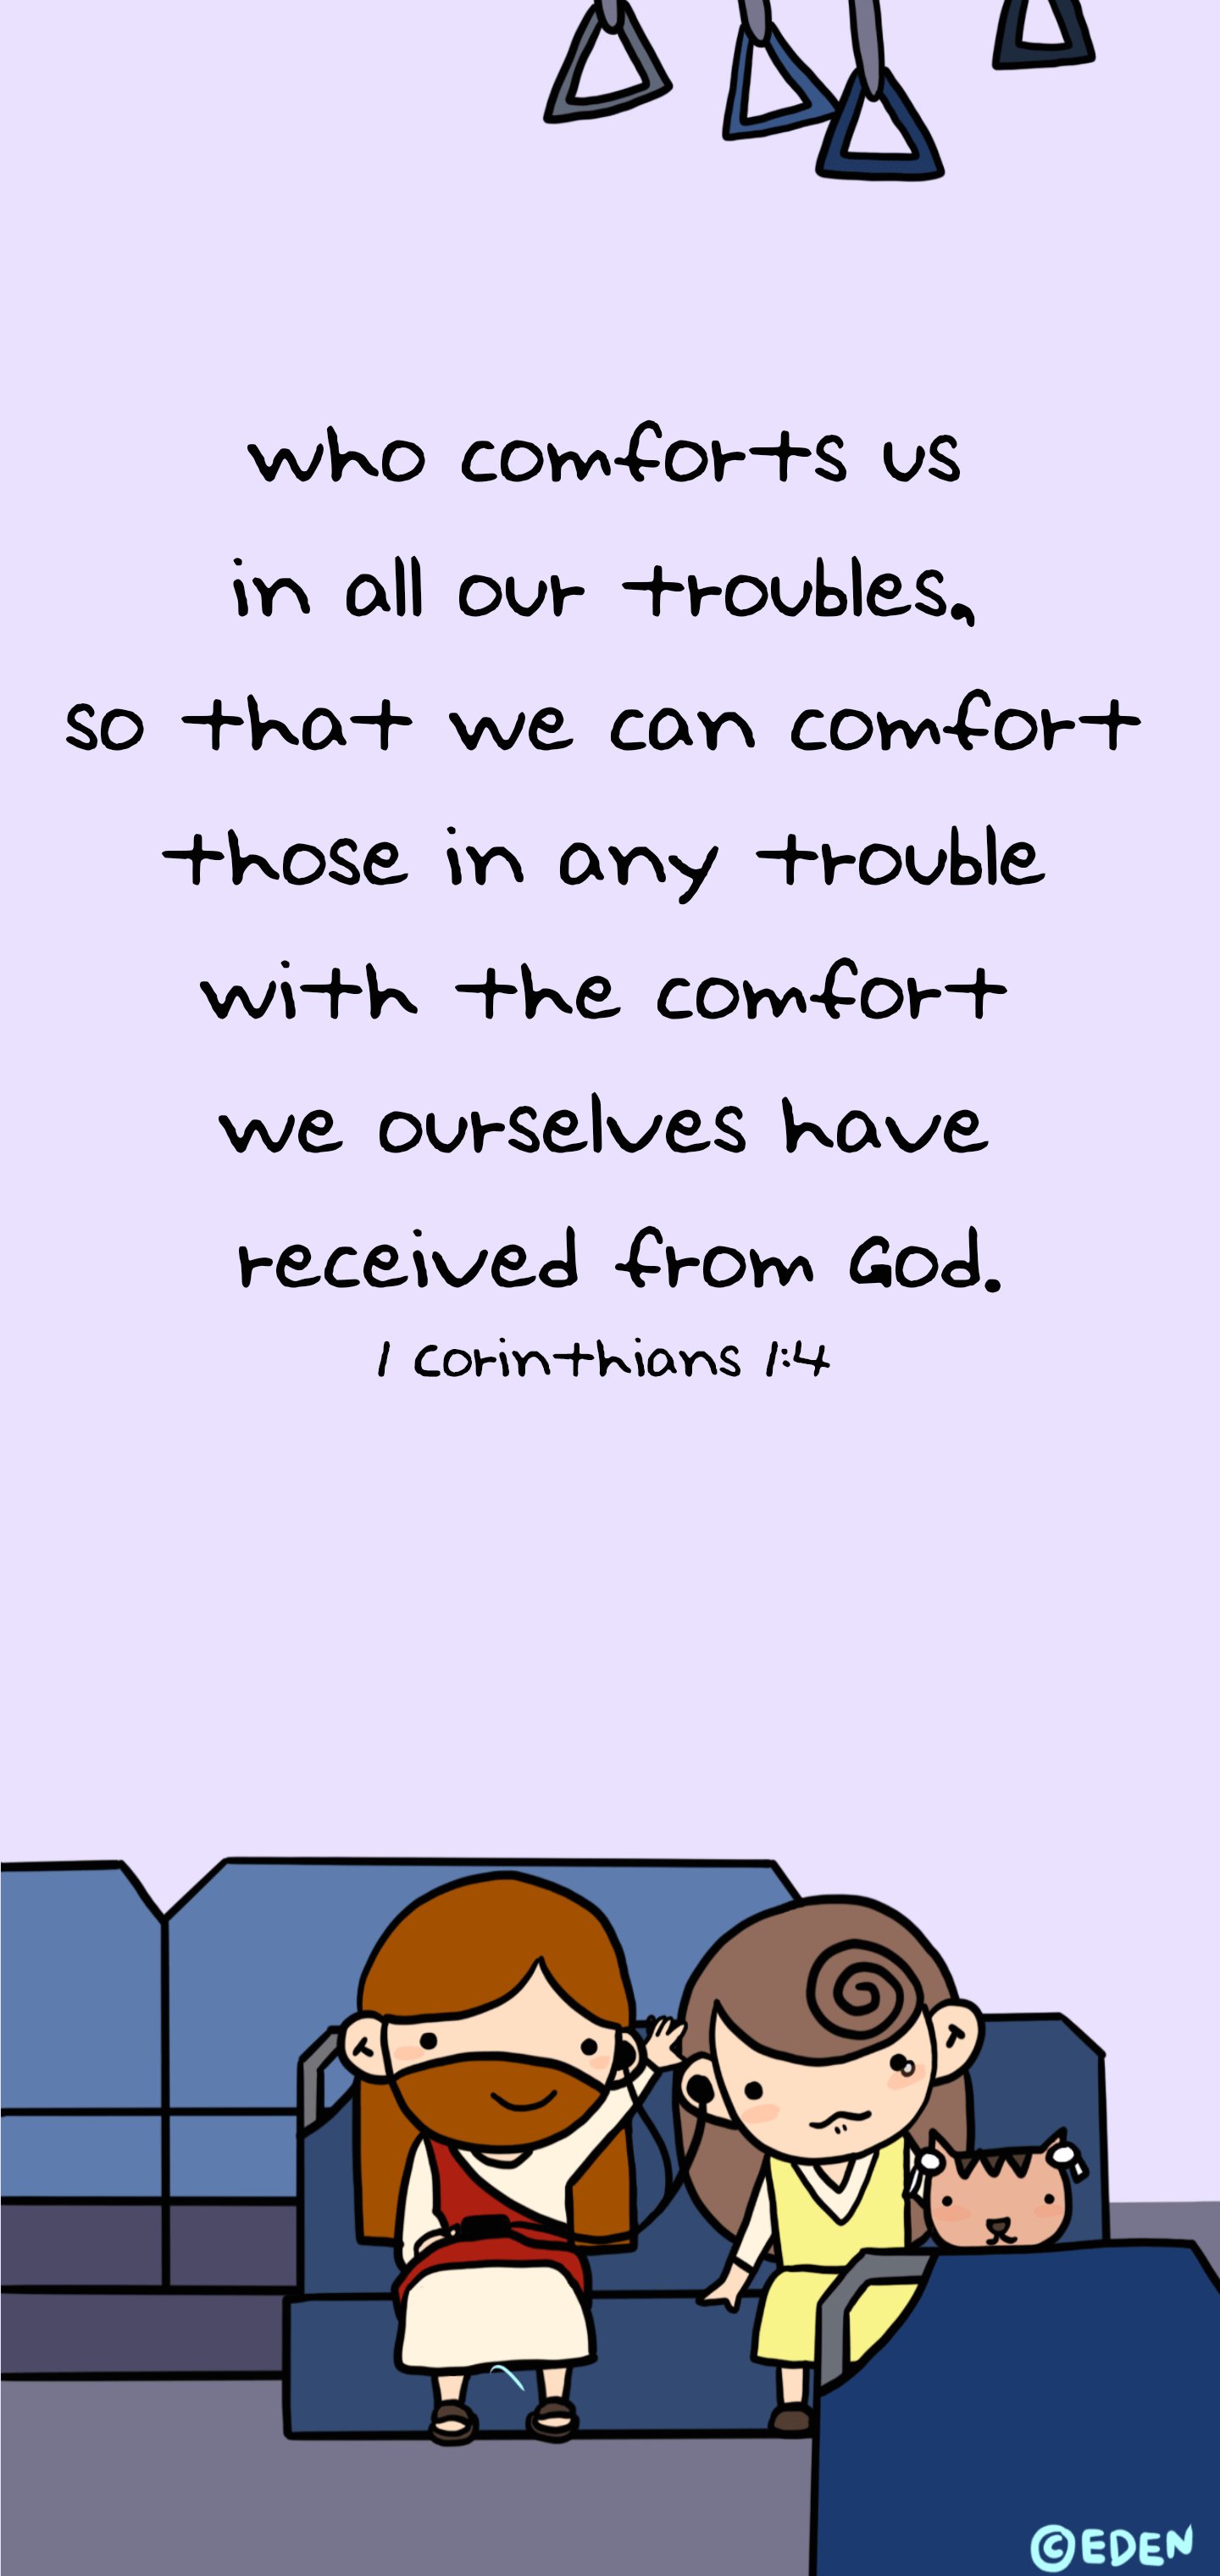 who comforts us
in all our troubles,
so that we can comfort
those in any trouble
with the comfort
we ourselves have
received from God.
1 Corinthians 1:4
©EDEN